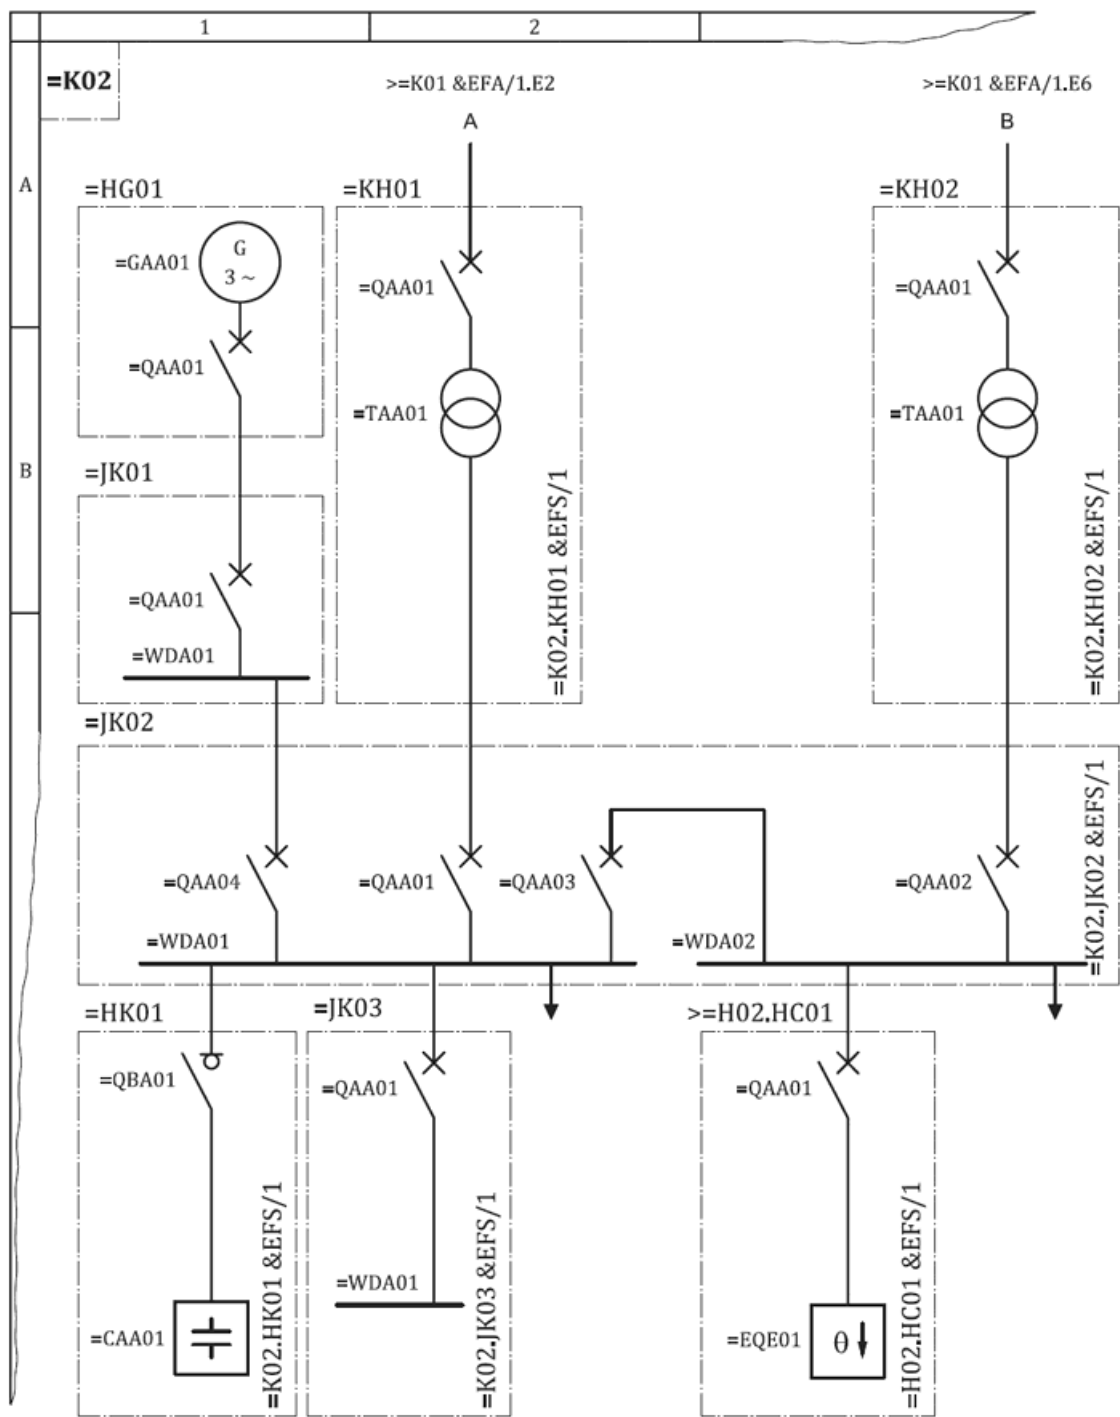 1 2
=K02
>=K01 &EFA/1.E2
>=K01 &EFA/1.E6
A
B
A
=HG01
=KH01
=KH02
G
3 ~
=GAA01
=QAA01
=QAA01
=QAA01
=TAA01
=TAA01
B
=JK01
=K02.KH01 &EFS/1
=K02.KH02 &EFS/1
=QAA01
=WDA01
=JK02
=K02.JK02 &EFS/1
=QAA04
=QAA01
=QAA03
=QAA02
=WDA01
=WDA02
=HK01
=JK03
>=H02.HC01
=QBA01
=QAA01
=QAA01
=K02.HK01 &EFS/1
=K02.JK03 &EFS/1
=H02.HC01 &EFS/1
=WDA01
=CAA01
=EQE01
θ